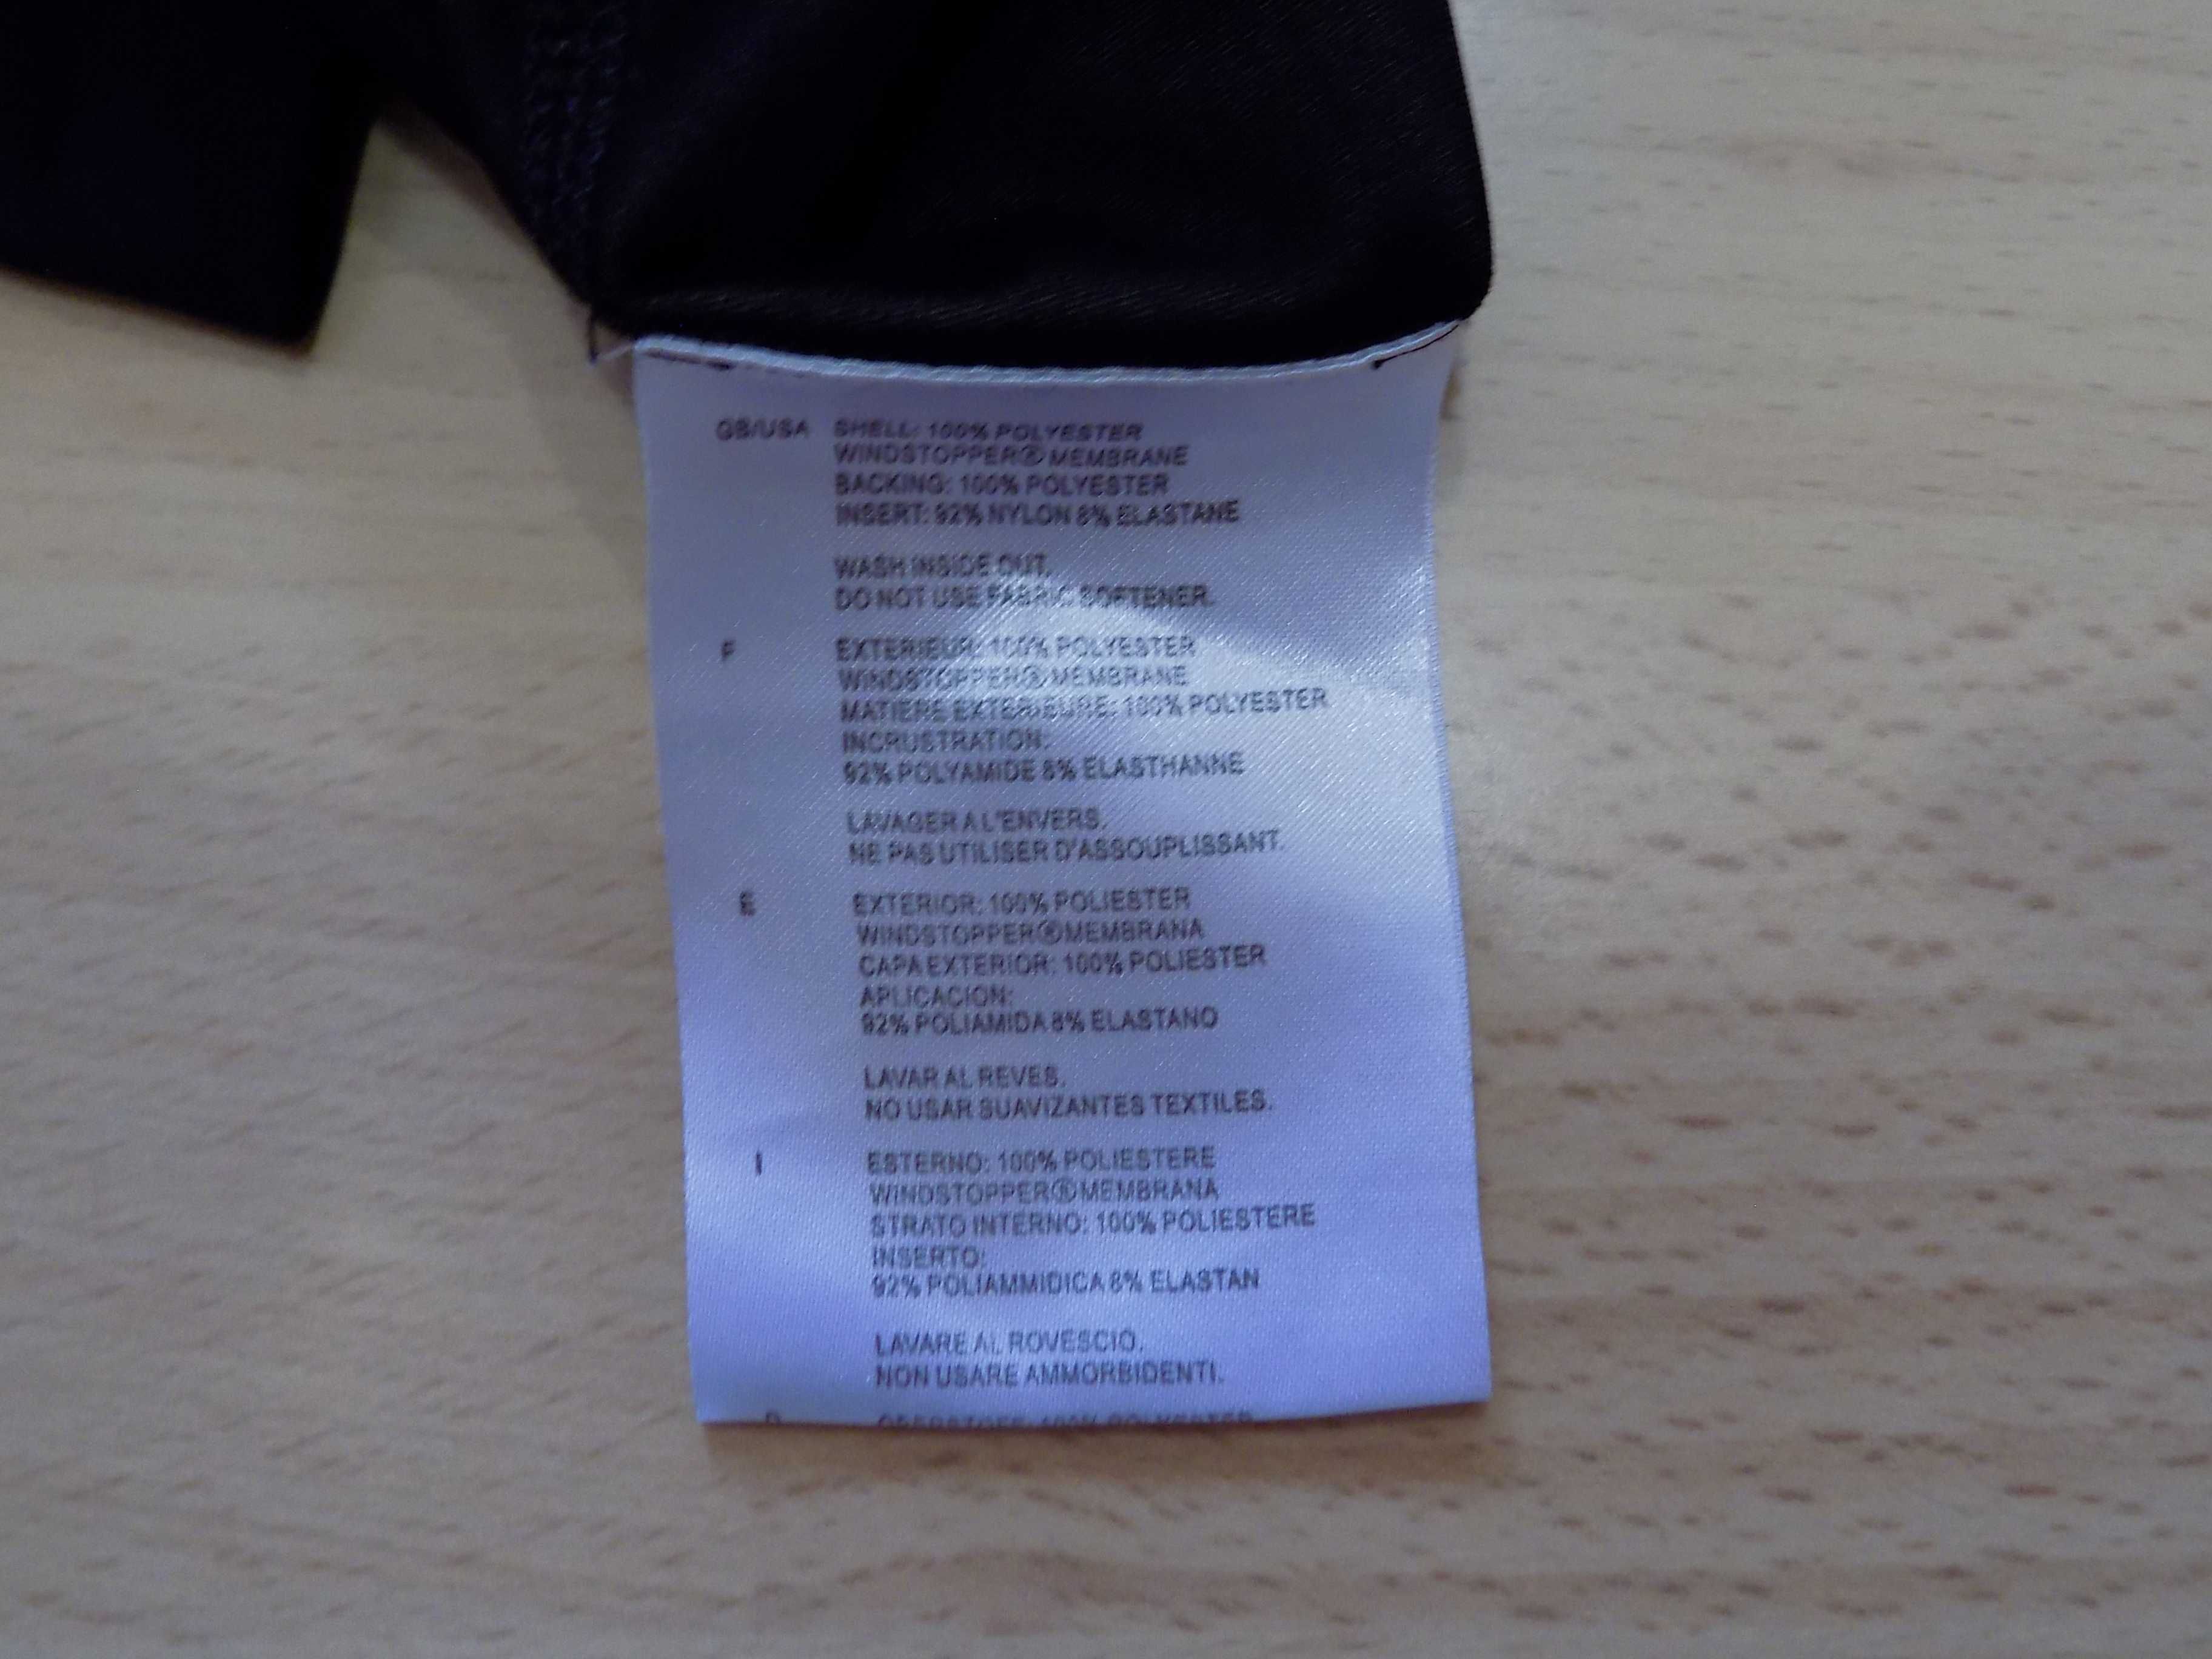 GB/USA SHELL: 100% POLYESTER
WINDSTOPPER® MEMBRANE
BACKING: 100% POLYESTER
INSERT: 92% NYLON 8% ELASTANE
WASH INSIDE OUT.
DO NOT USE FABRIC SOFTENER.
F EXTERIEUR: 100% POLYESTER
WINDSTOPPER® MEMBRANE
MATIERE EXTERIEURE: 100% POLYESTER
INCRUSTRATION:
92% POLYAMIDE 8% ELASTHANNE
LAVAGER A L'ENVERS.
NE PAS UTILISER D'ASSOUPLISSANT.
E EXTERIOR: 100% POLIESTER
WINDSTOPPER® MEMBRANA
CAPA EXTERIOR: 100% POLIESTER
APLICACION:
92% POLIAMIDA 8% ELASTANO
LAVAR AL REVES.
NO USAR SUAVIZANTES TEXTILES.
I ESTERNO: 100% POLIESTERE
WINDSTOPPER® MEMBRANA
STRATO INTERNO: 100% POLIESTERE
INSERTO:
92% POLIAMMIDICA 8% ELASTAN
LAVARE AL ROVESCIO.
NON USARE AMMORBIDENTI.
D OBERSTOFF: 100% POLYESTER